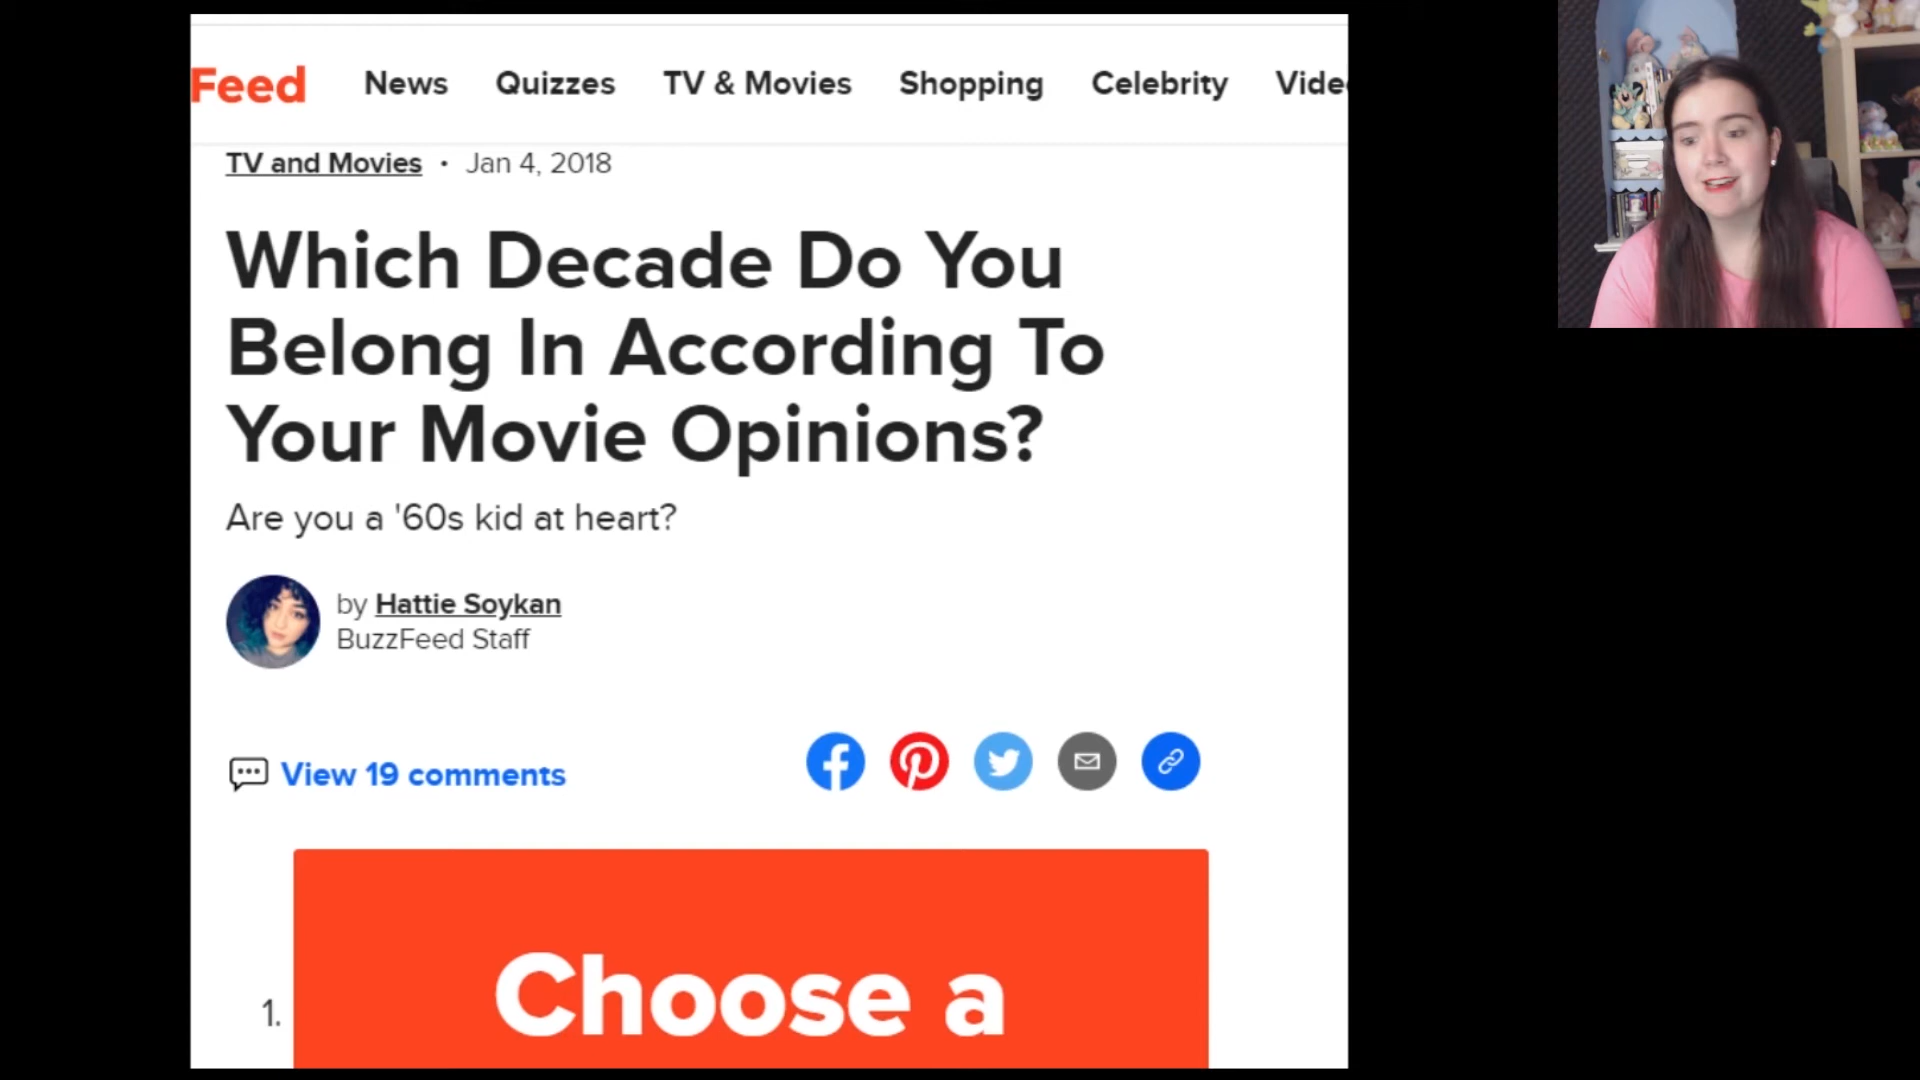 Feed News Quizzes TV & Movies Shopping Celebrity Vide
TV and Movies • Jan 4, 2018
Which Decade Do You
Belong In According To
Your Movie Opinions?
Are you a '60s kid at heart?
by Hattie Soykan
BuzzFeed Staff
View 19 comments
1.
Choose a